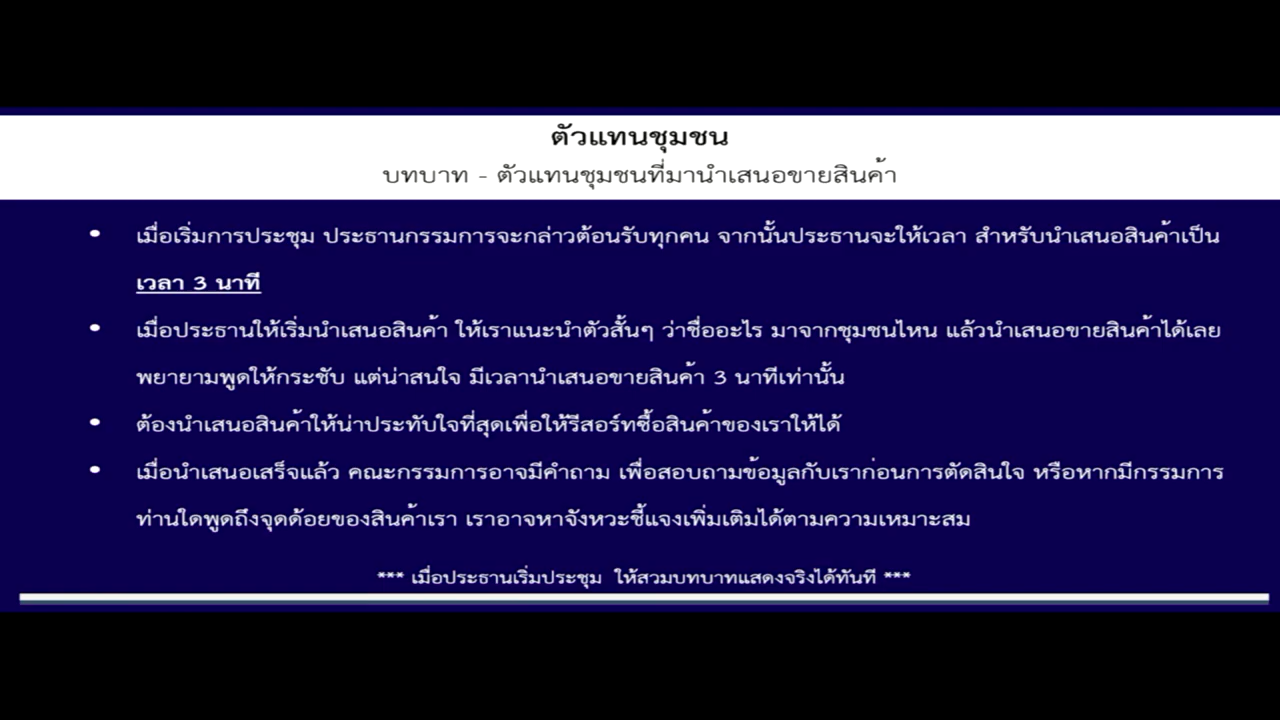 ตัวแทนชุมชน
บทบาท - ตัวแทนชุมชนที่มานำเสนอขายสินค้า
• เมื่อเริ่มการประชุม ประธานกรรมการจะกล่าวต้อนรับทุกคน จากนั้นประธานจะให้เวลา สำหรับนำเสนอสินค้าเป็น
เวลา 3 นาที
• เมื่อประธานให้เริ่มนำเสนอสินค้า ให้เราแนะนำตัวสั้นๆ ว่าชื่ออะไร มาจากชุมชนไหน แล้วนำเสนอขายสินค้าได้เลย
พยายามพูดให้กระชับ แต่น่าสนใจ มีเวลานำเสนอขายสินค้า 3 นาทีเท่านั้น
• ต้องนำเสนอสินค้าให้น่าประทับใจที่สุดเพื่อให้รีสอร์ทซื้อสินค้าของเราให้ได้
• เมื่อนำเสนอเสร็จแล้ว คณะกรรมการอาจมีคำถาม เพื่อสอบถามข้อมูลกับเราก่อนการตัดสินใจ หรือหากมีกรรมการ
ท่านใดพูดถึงจุดด้อยของสินค้าเรา เราอาจหาจังหวะชี้แจงเพิ่มเติมได้ตามความเหมาะสม
*** เมื่อประธานเริ่มประชุม ให้สวมบทบาทแสดงจริงได้ทันที ***